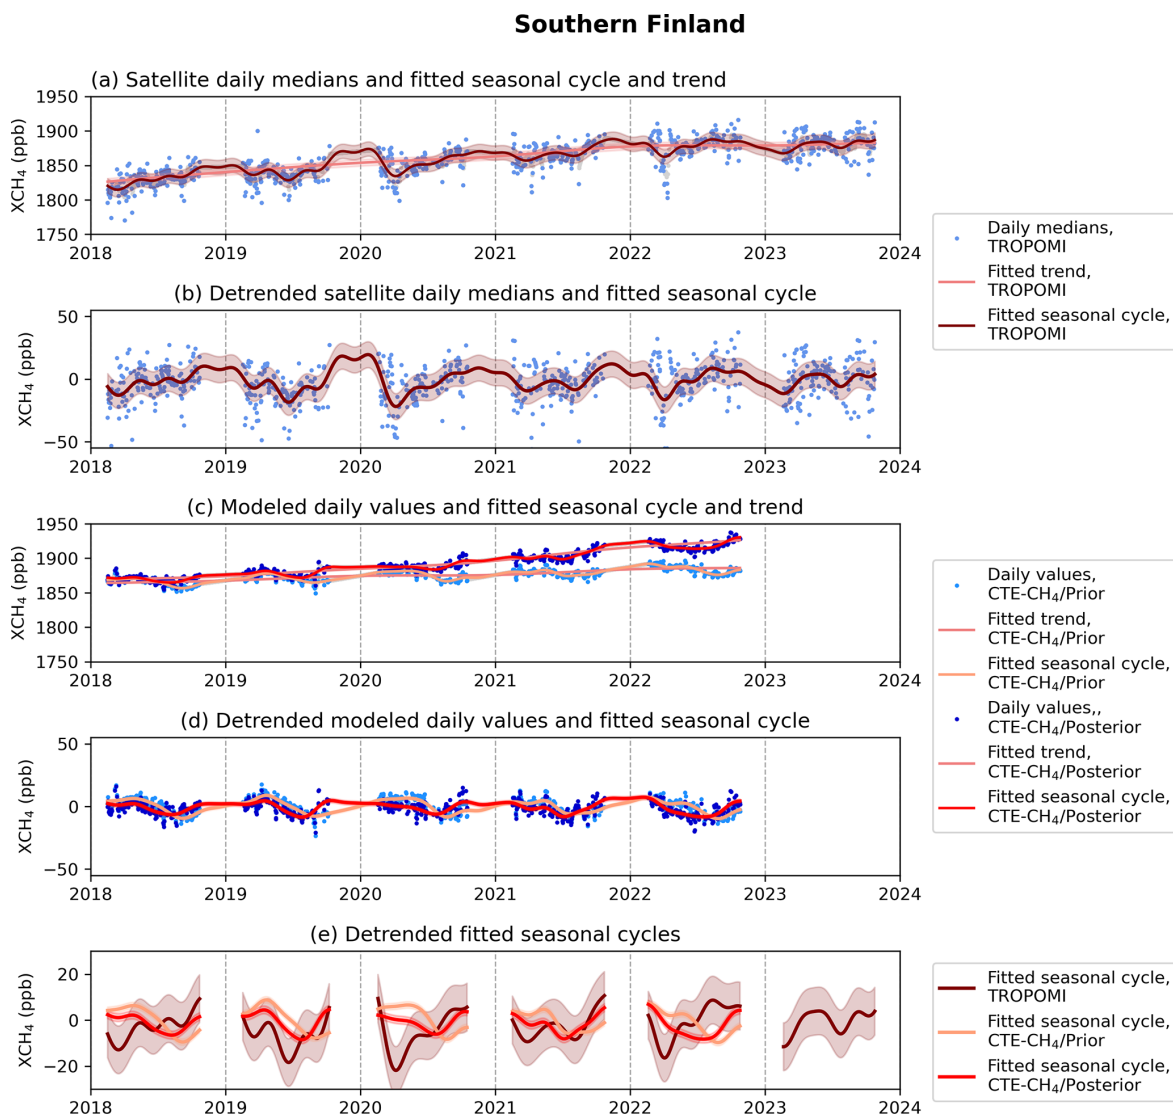 Southern Finland
(a) Satellite daily medians and fitted seasonal cycle and trend
XCH₄ (ppb)
1950
1900
1850
1800
1750
2018 2019 2020 2021 2022 2023 2024
Daily medians,
TROPOMI
Fitted trend,
TROPOMI
Fitted seasonal cycle,
TROPOMI
(b) Detrended satellite daily medians and fitted seasonal cycle
XCH₄ (ppb)
50
0
−50
2018 2019 2020 2021 2022 2023 2024
(c) Modeled daily values and fitted seasonal cycle and trend
XCH₄ (ppb)
1950
1900
1850
1800
1750
2018 2019 2020 2021 2022 2023 2024
Daily values,
CTE-CH₄/Prior
Fitted trend,
CTE-CH₄/Prior
Fitted seasonal cycle,
CTE-CH₄/Prior
Daily values,,
CTE-CH₄/Posterior
Fitted trend,
CTE-CH₄/Posterior
Fitted seasonal cycle,
CTE-CH₄/Posterior
(d) Detrended modeled daily values and fitted seasonal cycle
XCH₄ (ppb)
50
0
−50
2018 2019 2020 2021 2022 2023 2024
(e) Detrended fitted seasonal cycles
XCH₄ (ppb)
20
0
−20
2018 2019 2020 2021 2022 2023 2024
Fitted seasonal cycle,
TROPOMI
Fitted seasonal cycle,
CTE-CH₄/Prior
Fitted seasonal cycle,
CTE-CH₄/Posterior